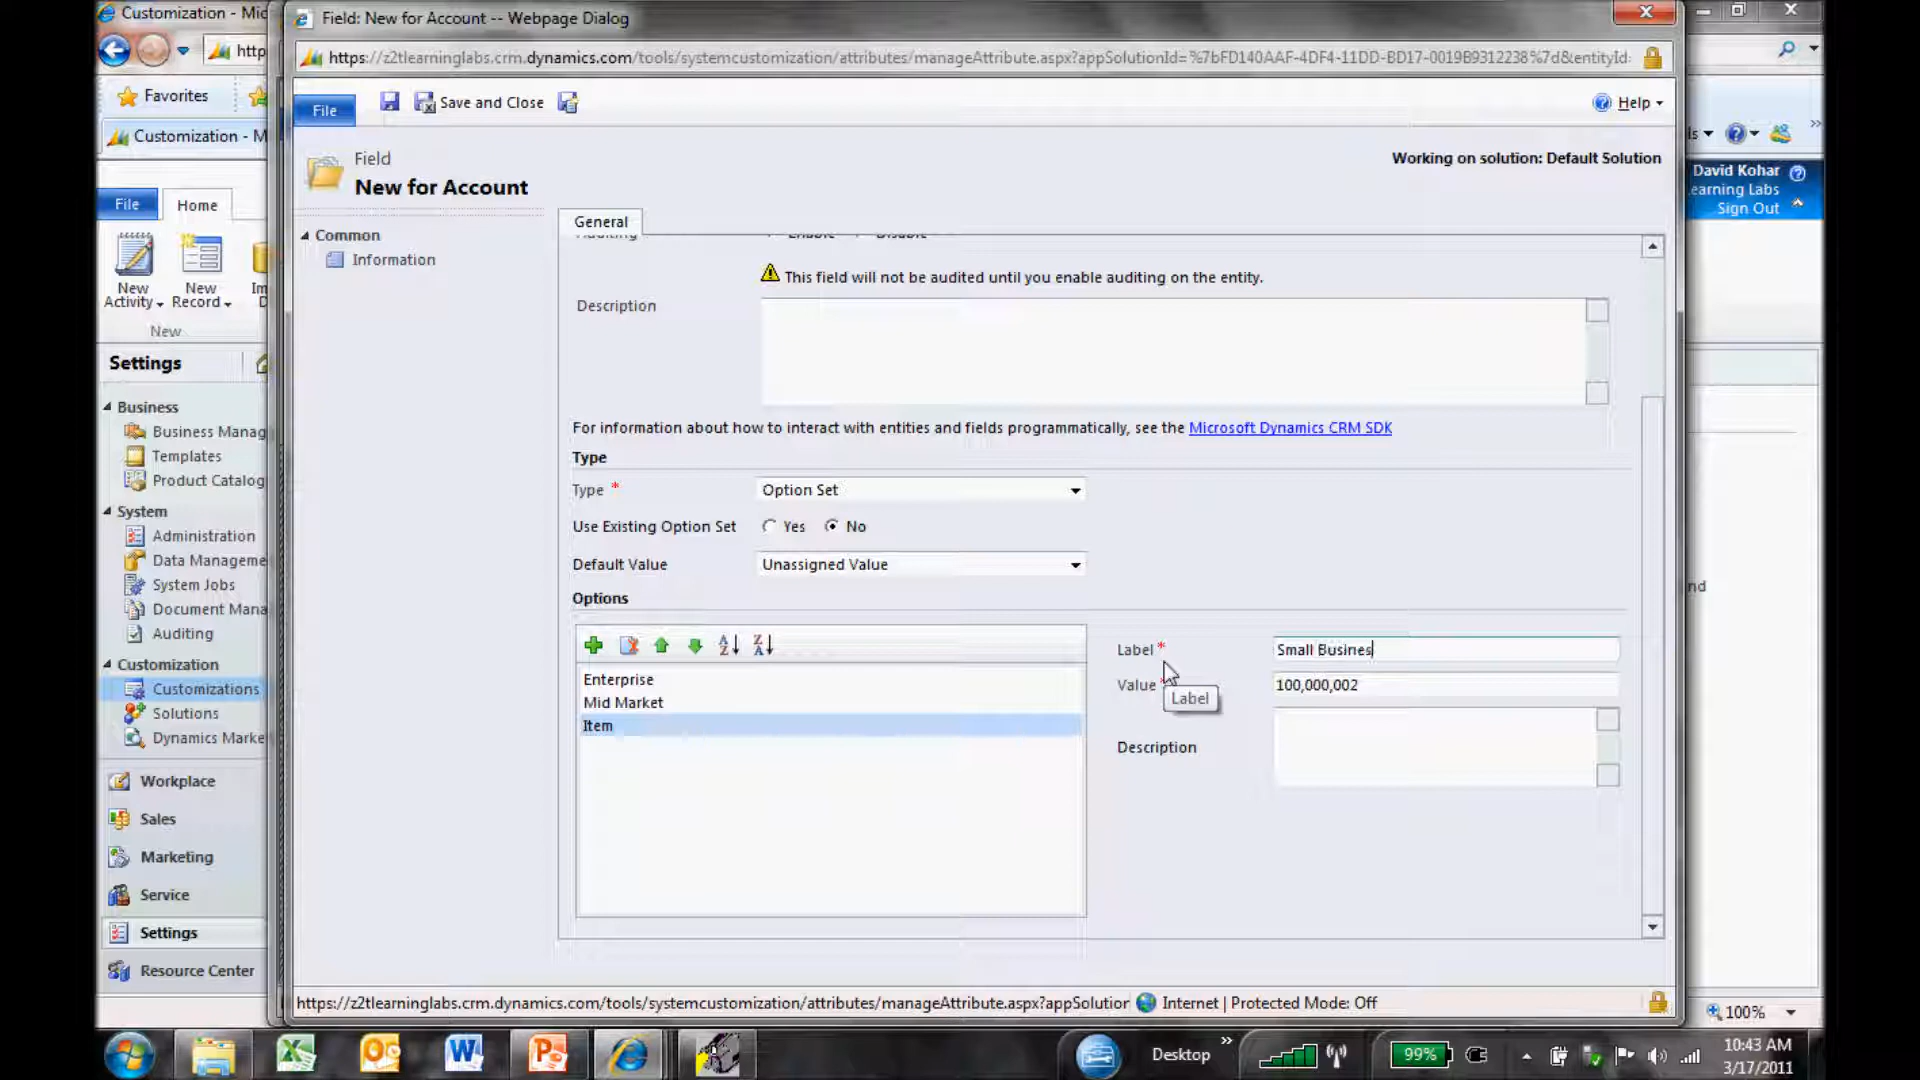 Customization - Mic
Field: New for Account -- Webpage Dialog
http
https://z2tlearninglabs.crm.dynamics.com/tools/systemcustomization/attributes/manageAttribute.aspx?appSolutionId=%7bFD140AAF-4DF4-11DD-BD17-0019B9312238%7d&entityId:
Favorites
File
Save and Close
Help
Customization - M
Field
New for Account
Working on solution: Default Solution
David Kohar
earning Labs
Sign Out
File
Home
General
Common
Information
Auditing
Enable
Disable
This field will not be audited until you enable auditing on the entity.
New
Activity
New
Record
Im
D
New
Description
Settings
Business
Business Manag
Templates
Product Catalog
System
Administration
Data Manageme
System Jobs
Document Mana
Auditing
Customization
Customizations
Solutions
Dynamics Marke
Workplace
Sales
Marketing
Service
Settings
Resource Center
For information about how to interact with entities and fields programmatically, see the Microsoft Dynamics CRM SDK
Type
Type * Option Set
Use Existing Option Set Yes No
Default Value Unassigned Value
nd
Options
A
Z
Z
A
Enterprise
Mid Market
Item
Label * Small Busines
Value 100,000,002
Label
Description
https://z2tlearninglabs.crm.dynamics.com/tools/systemcustomization/attributes/manageAttribute.aspx?appSolution
Internet | Protected Mode: Off
100%
Desktop
»
99%
10:43 AM
3/17/2011